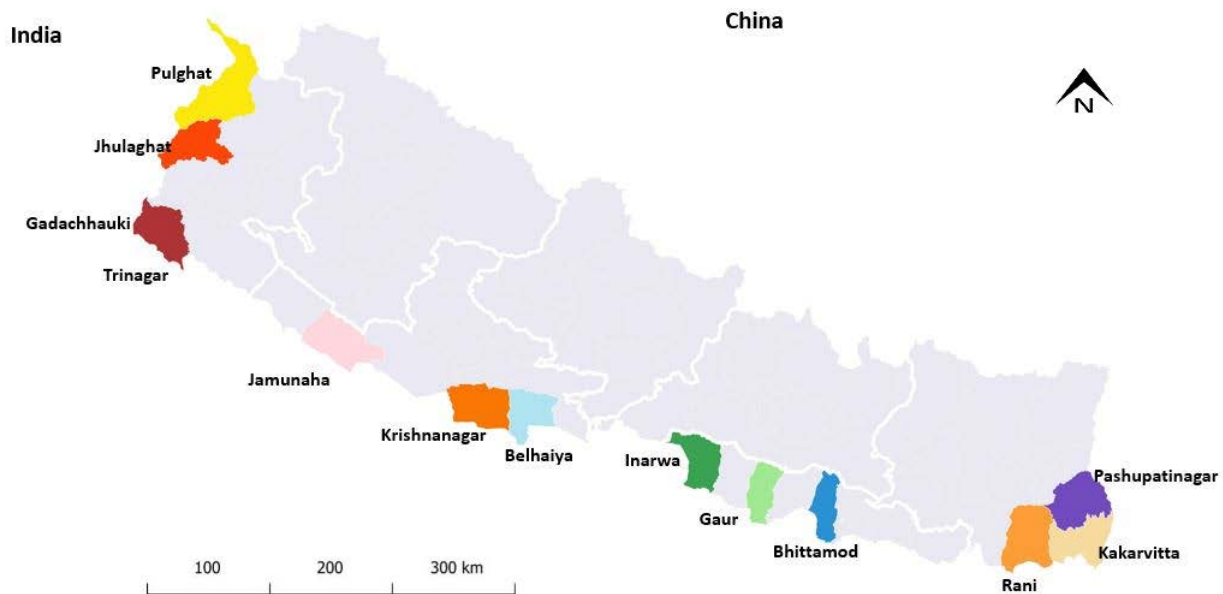 China
India
Pulghat
N
Jhulaghat
Gadachhauki
Trinagar
Jamunaha
Krishnanagar
Belhaiya
Inarwa
Pashupatinagar
Gaur
Bhittamod
Kakarvitta
100 200 300 km
Rani